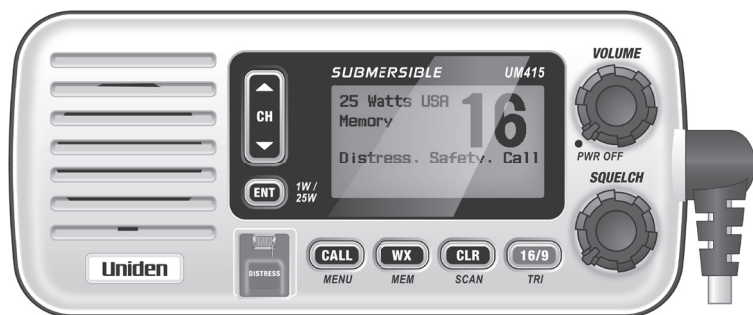 VOLUME
SUBMERSIBLE UM415
25 Watts USA
16
Memory
Distress. Safety. Call
CH
PWR OFF
SQUELCH
ENT
1W /
25W
DISTRESS
CALL WX CLR 16/9
MENU MEM SCAN TRI
Uniden